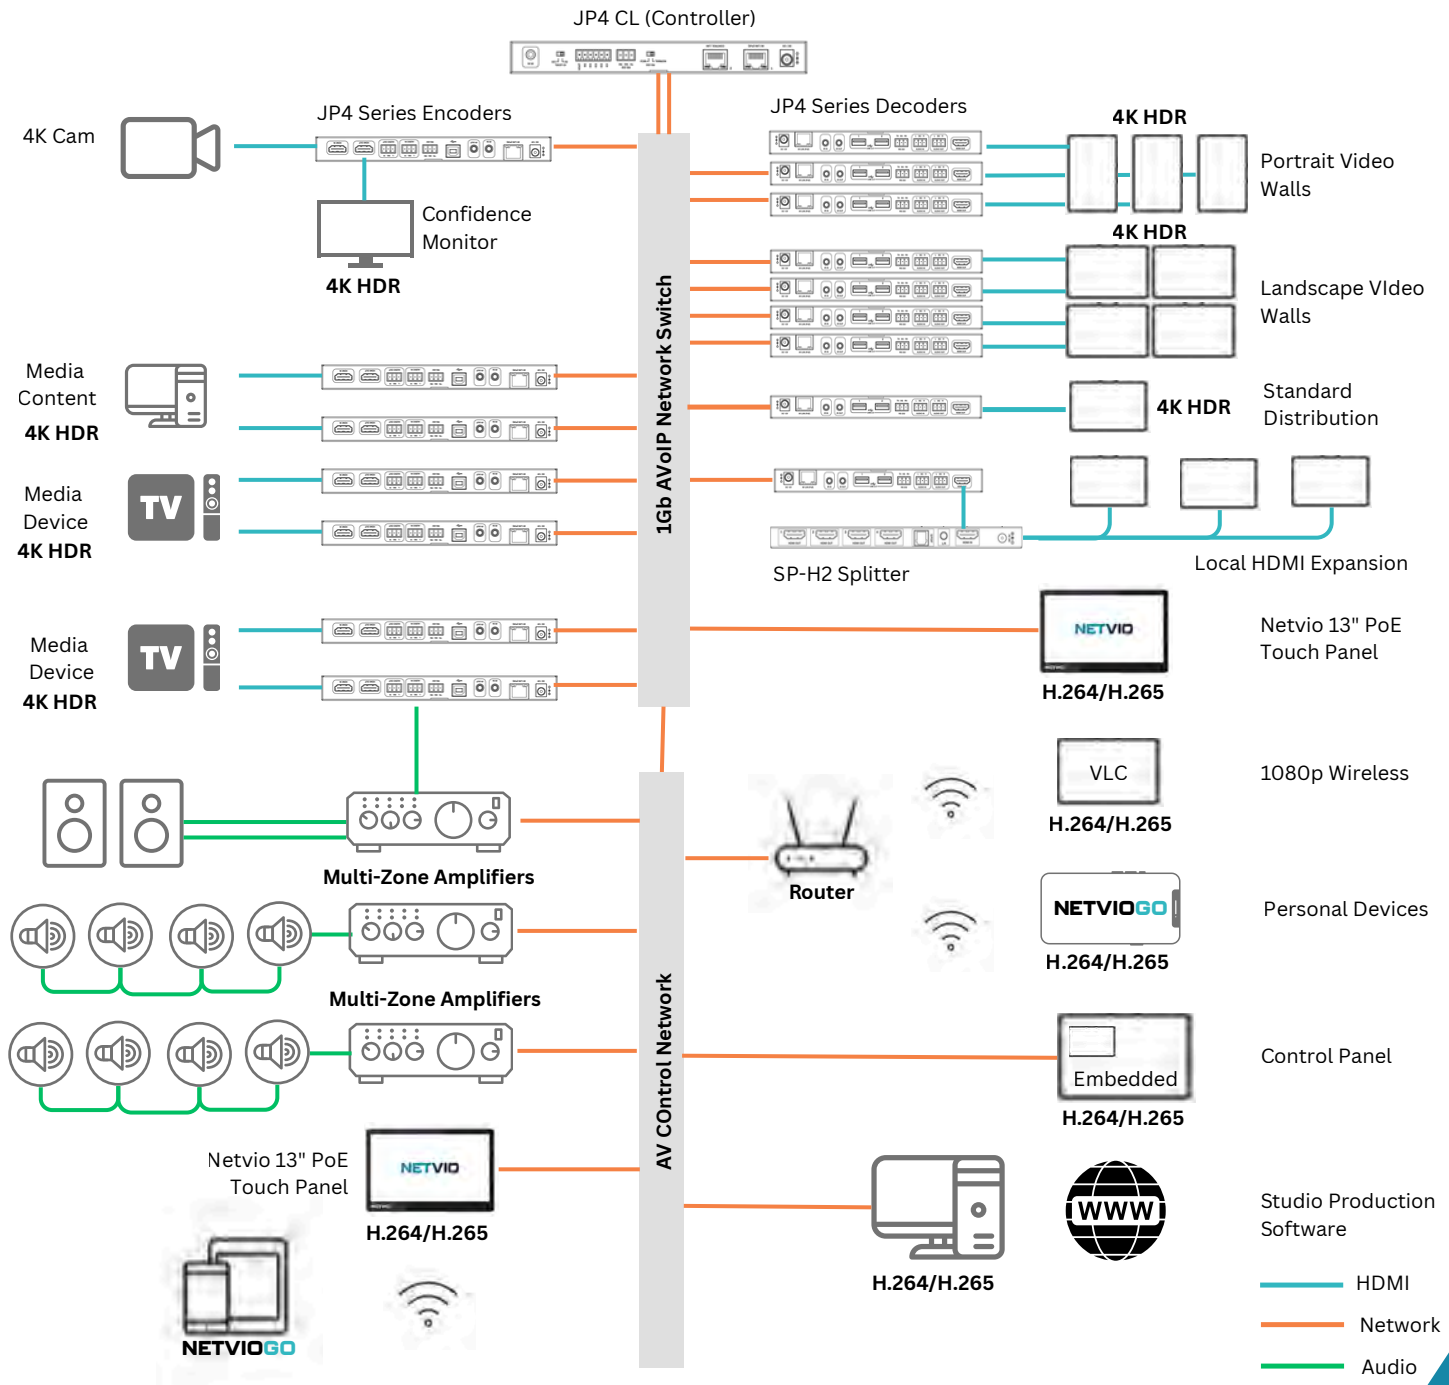 JP4 CL (Controller)
JP4 Series Encoders
JP4 Series Decoders
4K Cam
4K HDR
Portrait Video
Walls
Confidence
Monitor
4K HDR
4K HDR
Landscape VIdeo
Walls
1Gb AVoIP Network Switch
Media
Content
4K HDR
4K HDR
Standard
Distribution
Media
Device
4K HDR
TV
SP-H2 Splitter
Local HDMI Expansion
Media
Device
4K HDR
TV
NETVIO
H.264/H.265
Netvio 13" PoE
Touch Panel
VLC
H.264/H.265
1080p Wireless
Multi-Zone Amplifiers
Router
NETVIOGO
H.264/H.265
Personal Devices
Multi-Zone Amplifiers
AV COntrol Network
Embedded
H.264/H.265
Control Panel
Netvio 13" PoE
Touch Panel
NETVIO
H.264/H.265
H.264/H.265
WWW
Studio Production
Software
NETVIOGO
HDMI
Network
Audio